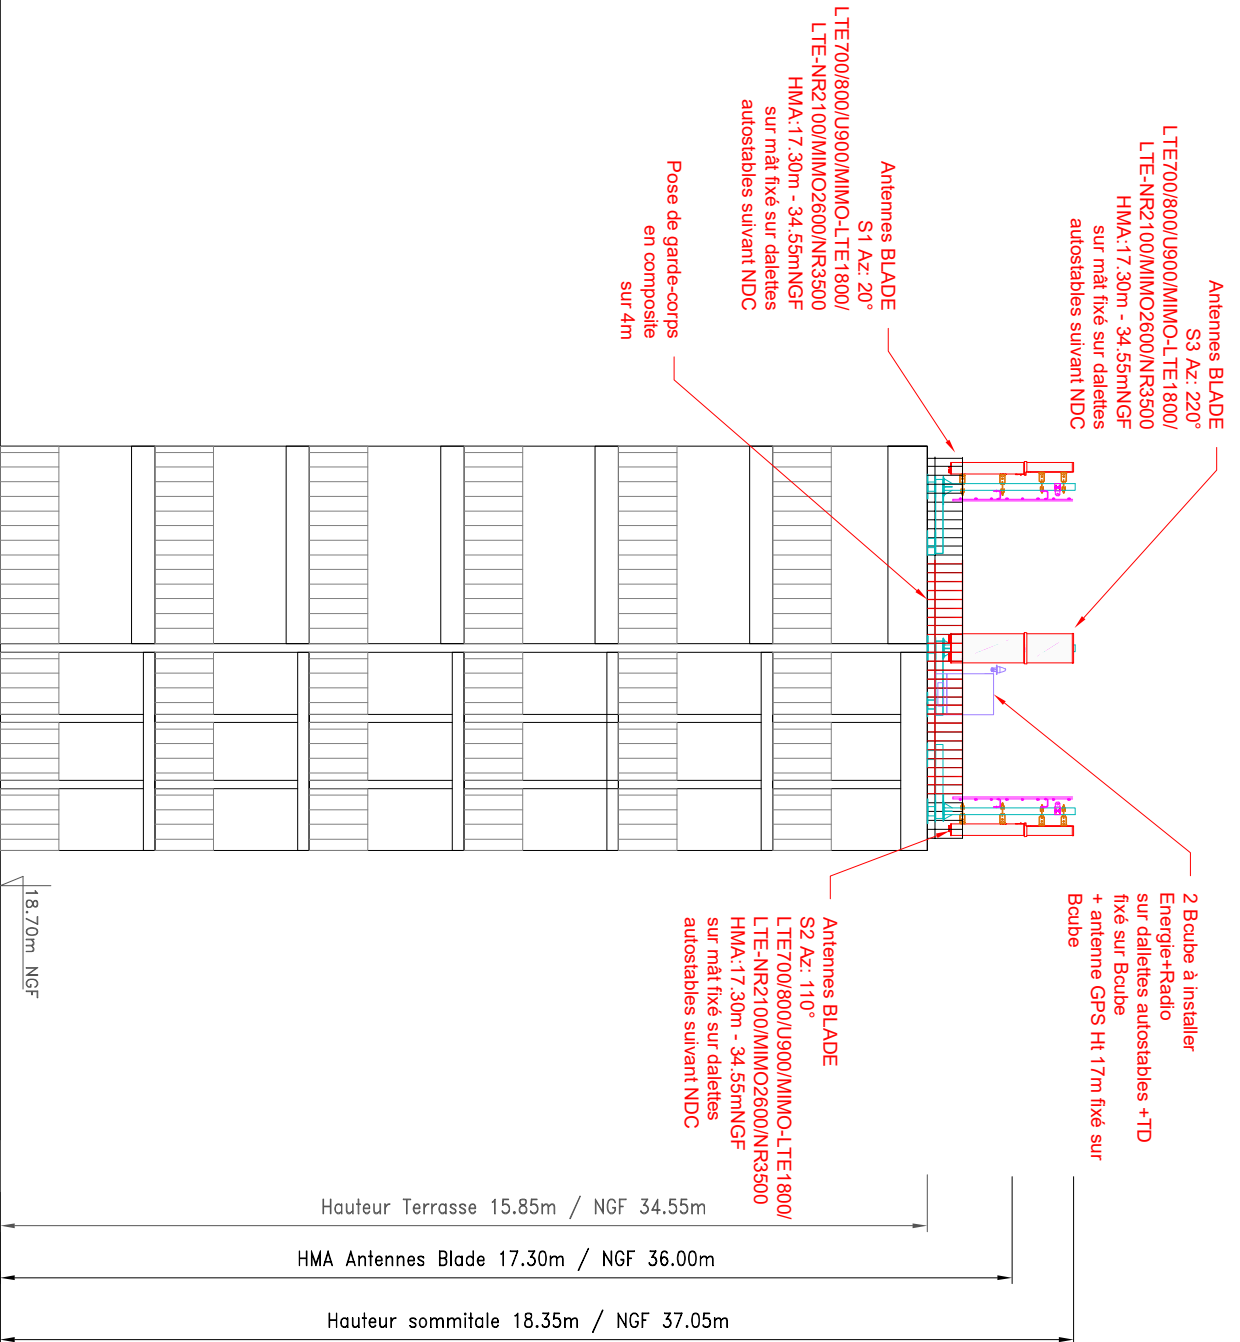 Antennes BLADE
S3 Az: 220°
LTE700/800/U900/MIMO-LTE1800/
LTE-NR2100/MIMO2600/NR3500
HMA:17.30m - 34.55mNGF
sur mât fixé sur dalettes
autostables suivant NDC
Antennes BLADE
S1 Az: 20°
LTE700/800/U900/MIMO-LTE1800/
LTE-NR2100/MIMO2600/NR3500
HMA:17.30m - 34.55mNGF
sur mât fixé sur dalettes
autostables suivant NDC
Pose de garde-corps
en composite
sur 4m
2 Bcube à installer
Energie+Radio
sur dallettes autostables +TD
fixé sur Bcube
+ antenne GPS Ht 17m fixé sur
Bcube
Antennes BLADE
S2 Az: 110°
LTE700/800/U900/MIMO-LTE1800/
LTE-NR2100/MIMO2600/NR3500
HMA:17.30m - 34.55mNGF
sur mât fixé sur dalettes
autostables suivant NDC
18.70m NGF
Hauteur Terrasse 15.85m / NGF 34.55m
HMA Antennes Blade 17.30m / NGF 36.00m
Hauteur sommitale 18.35m / NGF 37.05m